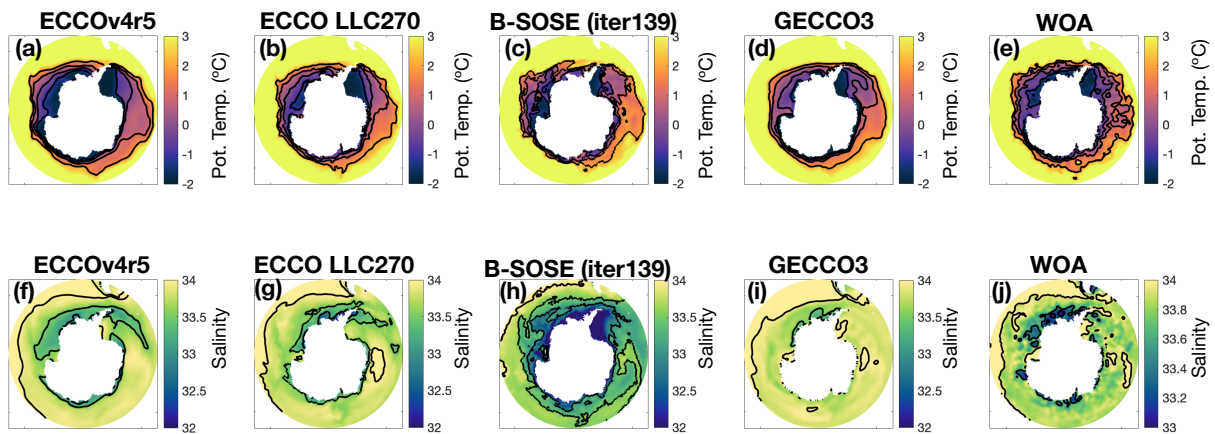 ECCOv4r5
ECCO LLC270
B-SOSE (iter139)
GECCO3
WOA
(a)
3
2
1
0
-1
-2
Pot. Temp. (ºC)
(b)
3
2
1
0
-1
-2
Pot. Temp. (ºC)
(c)
3
2
1
0
-1
-2
Pot. Temp. (ºC)
(d)
3
2
1
0
-1
-2
Pot. Temp. (ºC)
(e)
3
2
1
0
-1
-2
Pot. Temp. (ºC)
ECCOv4r5
ECCO LLC270
B-SOSE (iter139)
GECCO3
WOA
(f)
34
33.5
33
32.5
32
Salinity
(g)
34
33.5
33
32.5
32
Salinity
(h)
34
33.5
33
32.5
32
Salinity
(i)
34
33.5
33
32.5
32
Salinity
(j)
34
33.8
33.6
33.4
33.2
33
Salinity